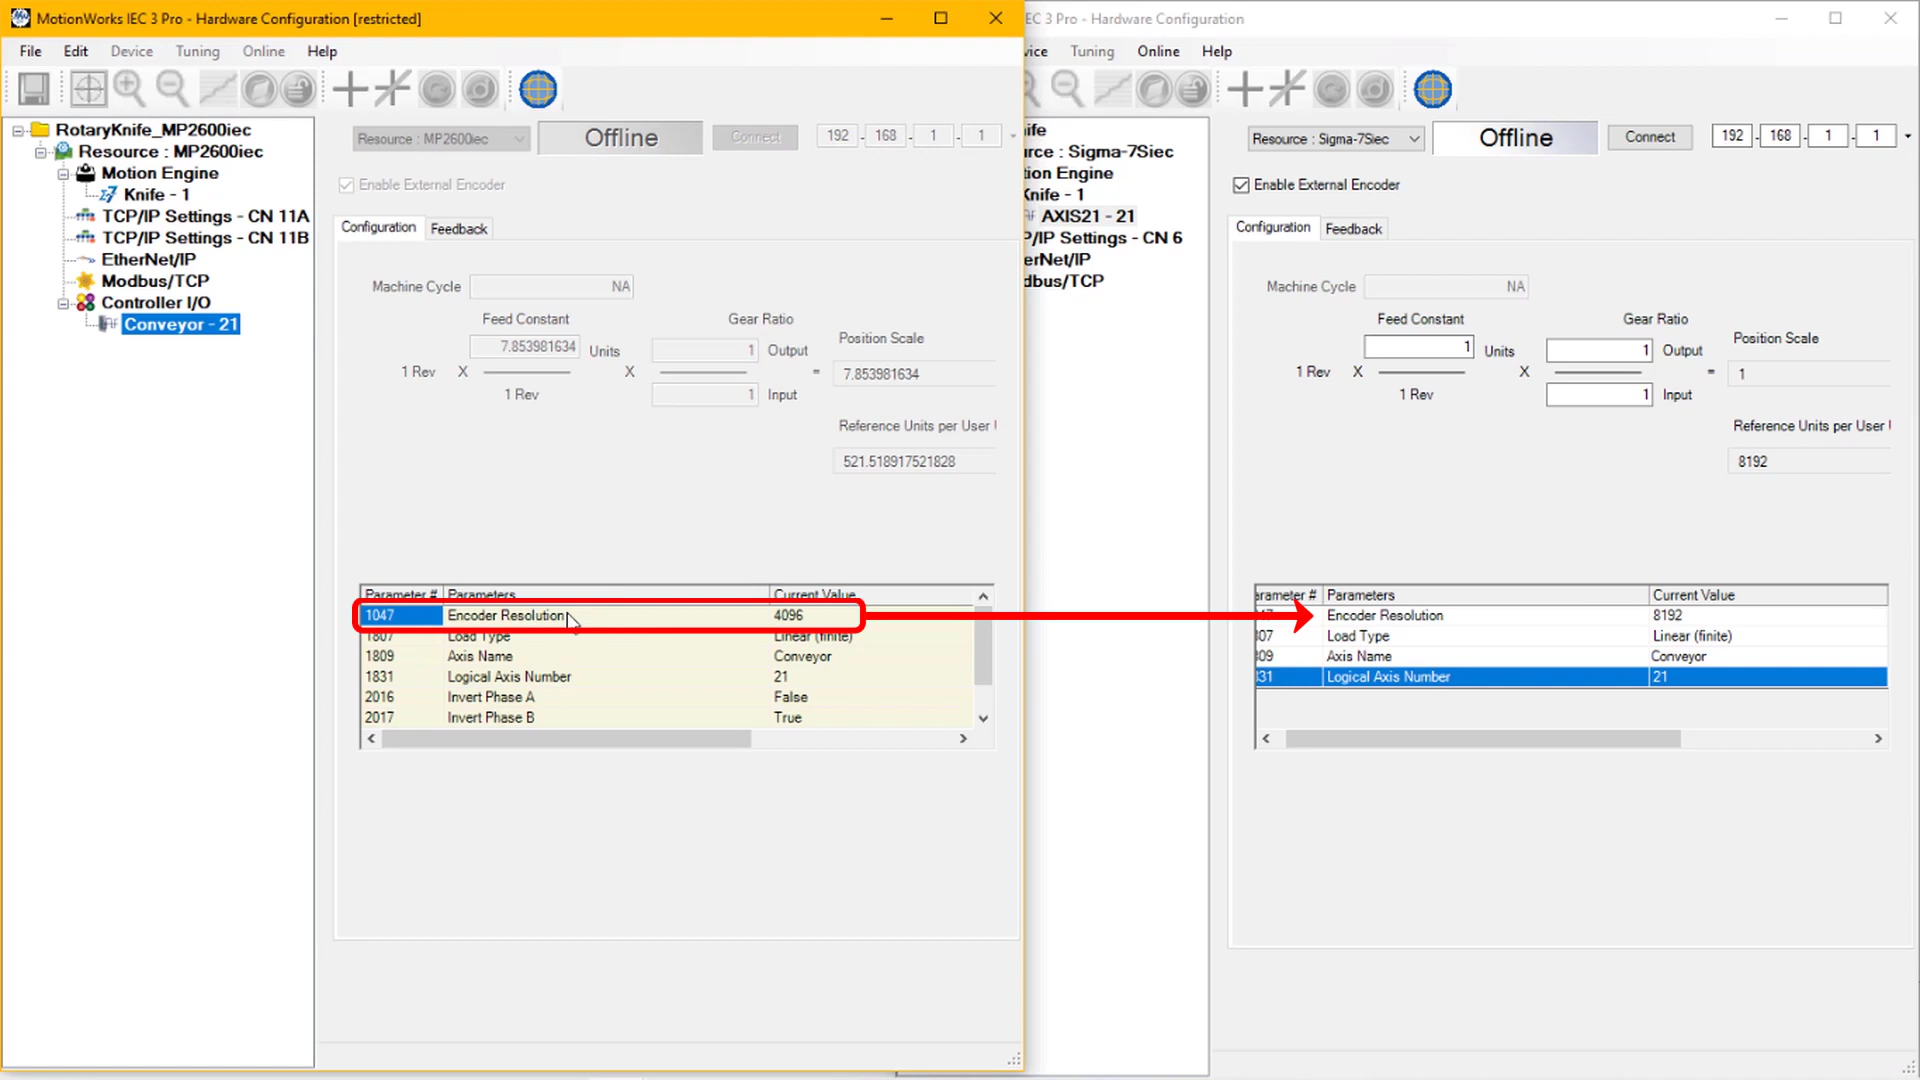 MotionWorks IEC 3 Pro - Hardware Configuration [restricted]
File Edit Device Tuning Online Help
RotaryKnife_MP2600iec
Resource : MP2600iec
Motion Engine
Knife - 1
TCP/IP Settings - CN 11A
TCP/IP Settings - CN 11B
EtherNet/IP
Modbus/TCP
Controller I/O
Conveyor - 21
Resource : MP2600iec Offline Connect 192 . 168 . 1 . 1
Enable External Encoder
Configuration Feedback
Machine Cycle NA
Feed Constant Gear Ratio
Position Scale
7.853981634 Units 1 Output
1 Rev X X = 7.853981634
1 Rev 1 Input
Reference Units per User U
521.518917521828
Parameter # Parameters Current Value
1047 Encoder Resolution 4096
1807 Load Type Linear (finite)
1809 Axis Name Conveyor
1831 Logical Axis Number 21
2016 Invert Phase A False
2017 Invert Phase B True
EC 3 Pro - Hardware Configuration
vice Tuning Online Help
ife
rce : Sigma-7Siec
tion Engine
Knife - 1
AXIS21 - 21
P/IP Settings - CN 6
erNet/IP
dbus/TCP
Resource : Sigma-7Siec Offline Connect 192 . 168 . 1 . 1
Enable External Encoder
Configuration Feedback
Machine Cycle NA
Feed Constant Gear Ratio
Position Scale
1 Units 1 Output
1 Rev X X = 1
1 Rev 1 Input
Reference Units per User U
8192
arameter # Parameters Current Value
47 Encoder Resolution 8192
807 Load Type Linear (finite)
809 Axis Name Conveyor
831 Logical Axis Number 21